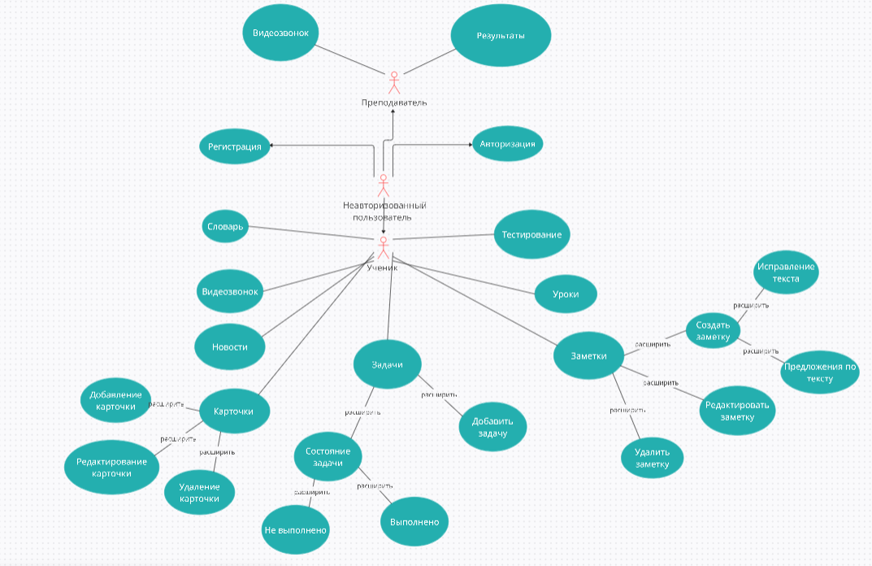 Видеозвонок
Результаты
Преподаватель
Регистрация
Авторизация
Неавторизованный
пользователь
Словарь
Тестирование
Ученик
Видеозвонок
Уроки
Исправление
текста
расширить
Новости
Создать
заметку
расширить
Заметки
расширить
Предложения по
тексту
Задачи
расширить
Редактировать
заметку
Добавление
карточки
расширить
Карточки
расширить
расширить
расширить
Добавить
задачу
расширить
Редактирование
карточки
расширить
Состояние
задачи
Удалить
заметку
Удаление
карточки
расширить
расширить
Не выполнено
Выполнено